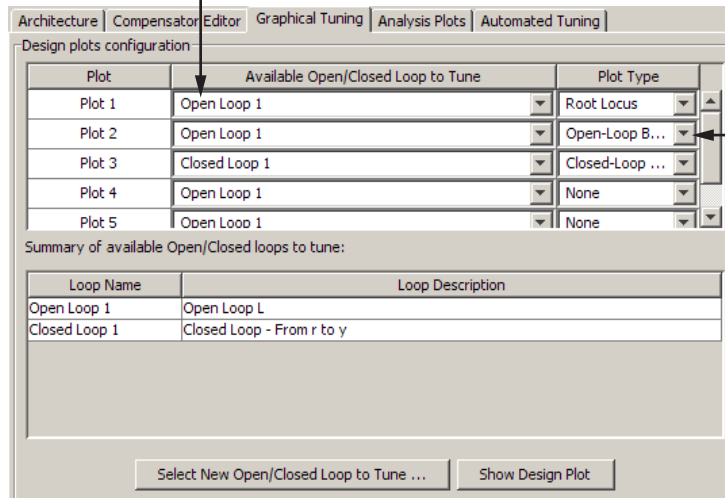 Architecture Compensator Editor Graphical Tuning Analysis Plots Automated Tuning
Design plots configuration
Plot Available Open/Closed Loop to Tune Plot Type
Plot 1 Open Loop 1 Root Locus
Plot 2 Open Loop 1 Open-Loop B...
Plot 3 Closed Loop 1 Closed-Loop ...
Plot 4 Open Loop 1 None
Plot 5 Open Loop 1 None
Summary of available Open/Closed loops to tune:
Loop Name Loop Description
Open Loop 1 Open Loop L
Closed Loop 1 Closed Loop - From r to y
Select New Open/Closed Loop to Tune ... Show Design Plot